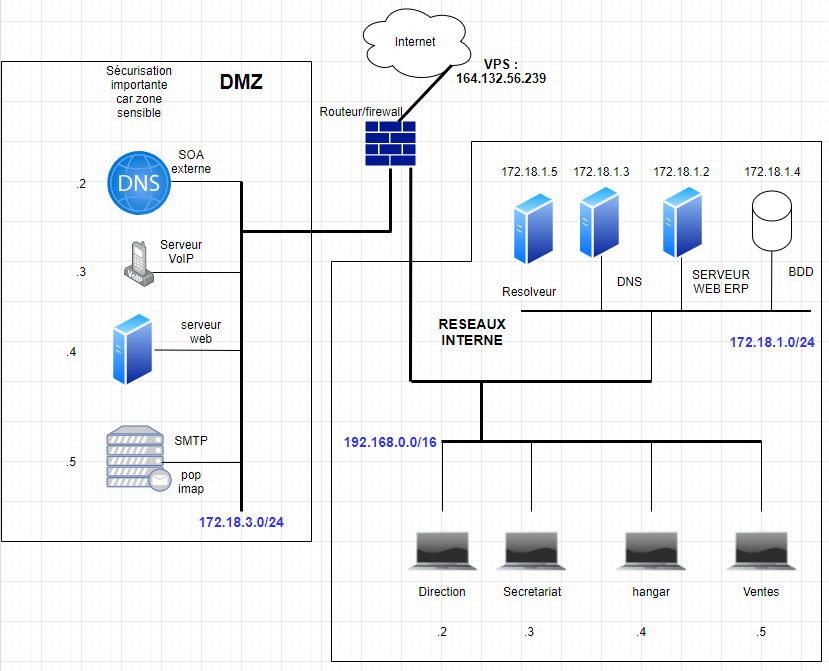 Internet
VPS :
164.132.56.239
Routeur/firewall
Sécurisation
importante
car zone
sensible
DMZ
.2
DNS
SOA
externe
.3
VoIP
Serveur
VoIP
.4
serveur
web
.5
SMTP
pop
imap
172.18.3.0/24
172.18.1.5
172.18.1.3
172.18.1.2
172.18.1.4
Resolveur
DNS
SERVEUR
WEB ERP
BDD
RESEAUX
INTERNE
172.18.1.0/24
192.168.0.0/16
Direction
Secretariat
hangar
Ventes
.2
.3
.4
.5